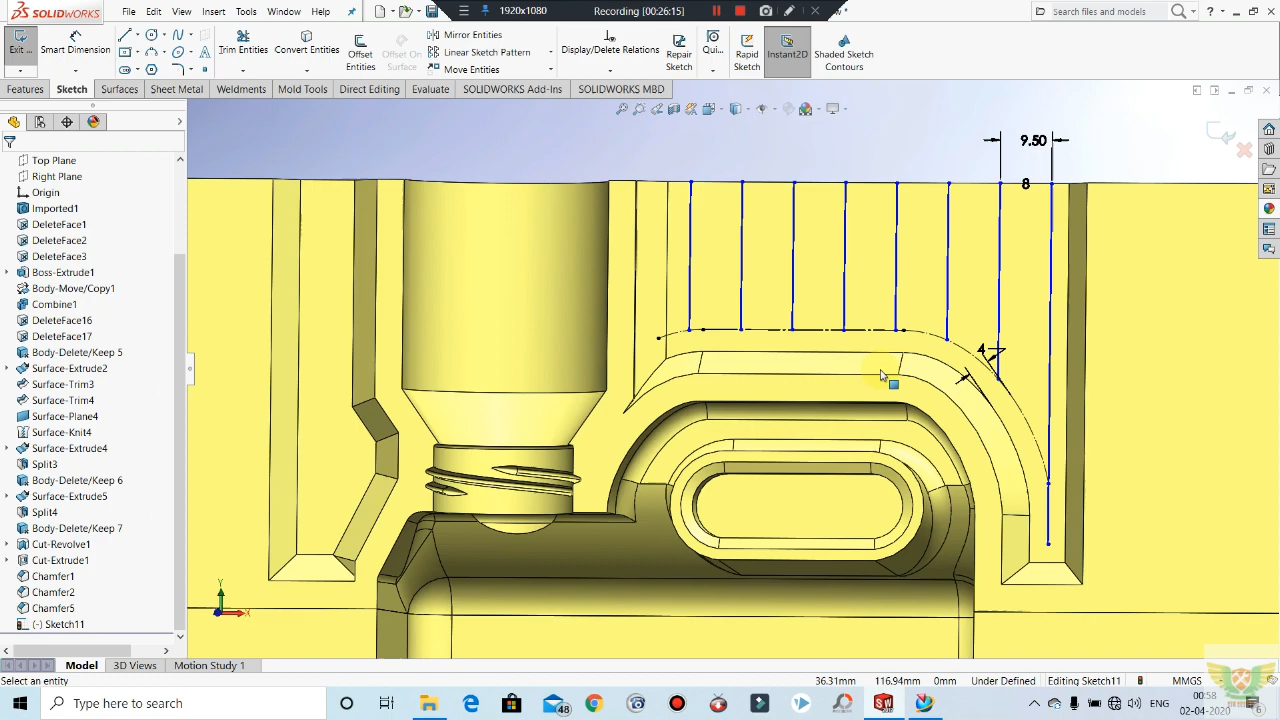 SOLIDWORKS
File
Edit
View
Insert
Tools
Window
Help
1920x1080
Recording [00:26:15]
Search files and models
Exit ...
Smart Dimension
Trim Entities
Convert Entities
Offset Entities
Offset On Surface
Mirror Entities
Linear Sketch Pattern
Move Entities
Display/Delete Relations
Repair Sketch
Qui...
Rapid Sketch
Instant2D
Shaded Sketch Contours
Features
Sketch
Surfaces
Sheet Metal
Weldments
Mold Tools
Direct Editing
Evaluate
SOLIDWORKS Add-Ins
SOLIDWORKS MBD
Top Plane
Right Plane
Origin
Imported1
DeleteFace1
DeleteFace2
DeleteFace3
Boss-Extrude1
Body-Move/Copy1
Combine1
DeleteFace16
DeleteFace17
Body-Delete/Keep 5
Surface-Extrude2
Surface-Trim3
Surface-Trim4
Surface-Plane4
Surface-Knit4
Surface-Extrude4
Split3
Body-Delete/Keep 6
Surface-Extrude5
Split4
Body-Delete/Keep 7
Cut-Revolve1
Cut-Extrude1
Chamfer1
Chamfer2
Chamfer5
(-) Sketch11
9.50
8
4
Y
X
Model
3D Views
Motion Study 1
Select an entity
36.31mm
116.94mm
0mm
Under Defined
Editing Sketch11
MMGS
Type here to search
48
ENG
00:58
02-04-2020
6